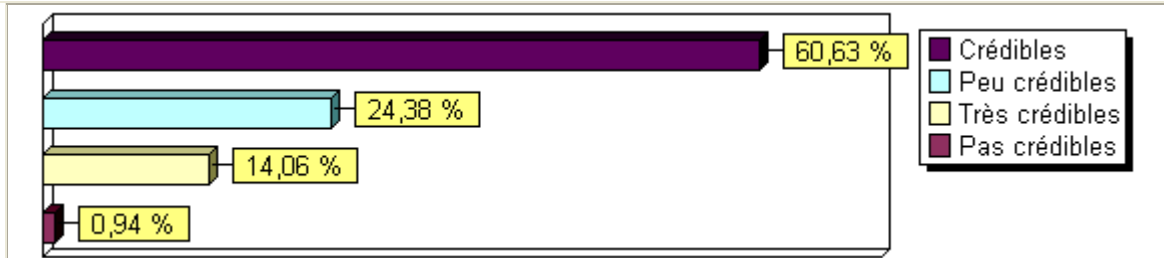 60,63 %
24,38 %
14,06 %
0,94 %
Crédibles
Peu crédibles
Très crédibles
Pas crédibles